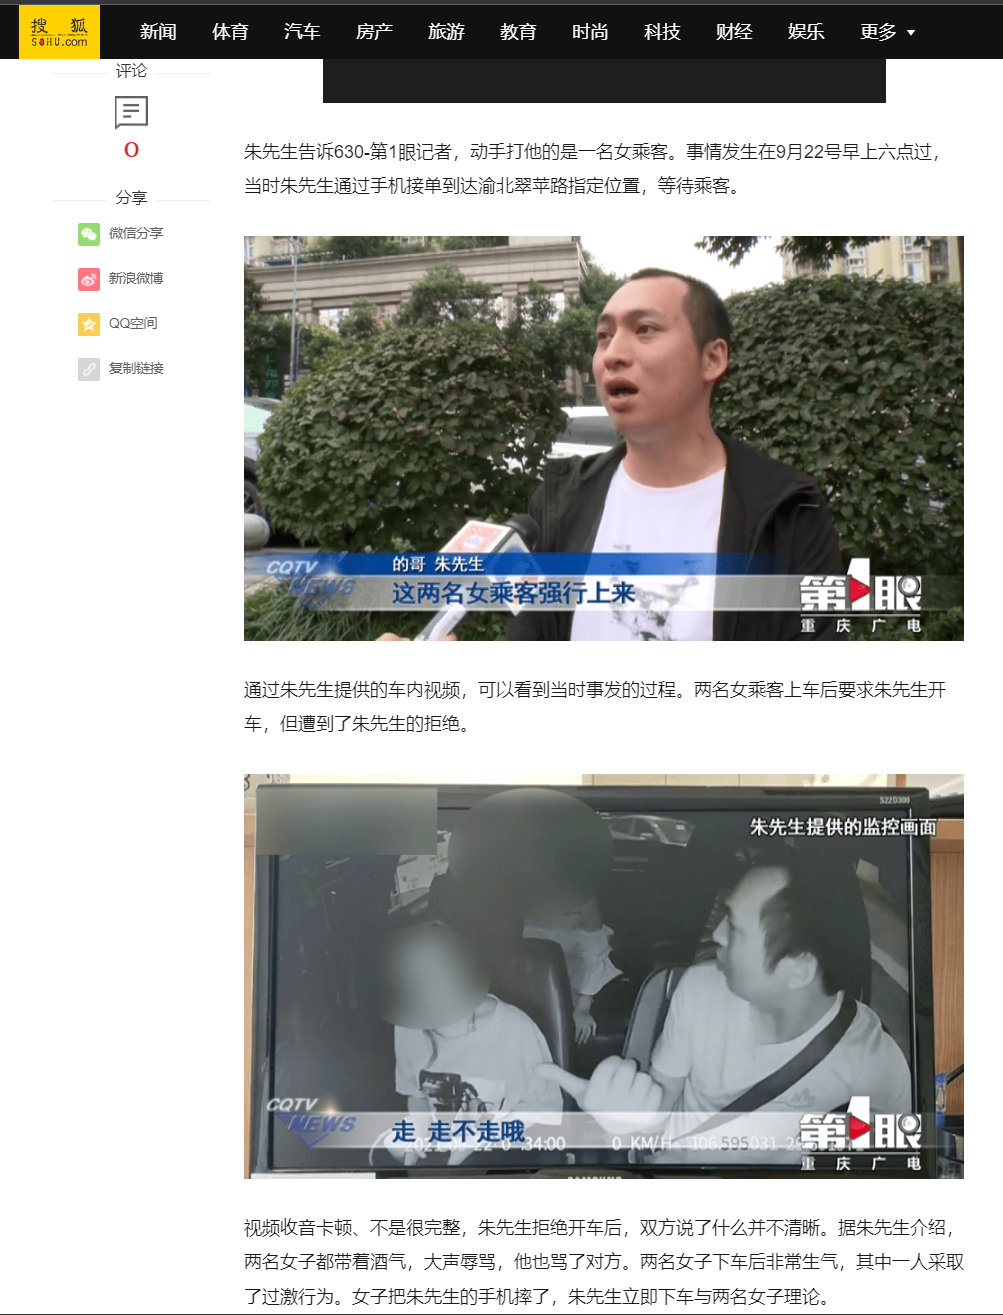 搜 狐
SOHU.com
新闻 体育 汽车 房产 旅游 教育 时尚 科技 财经 娱乐 更多
评论
0
分享
微信分享
新浪微博
QQ空间
复制链接
朱先生告诉630-第1眼记者，动手打他的是一名女乘客。事情发生在9月22号早上六点过，
当时朱先生通过手机接单到达渝北翠苹路指定位置，等待乘客。
CQTV
NEWS
的哥 朱先生
这两名女乘客强行上来
第1眼
重庆广电
通过朱先生提供的车内视频，可以看到当时事发的过程。两名女乘客上车后要求朱先生开
车，但遭到了朱先生的拒绝。
S22D300
朱先生提供的监控画面
CQTV
NEWS
走 走不走哦
:34:00 0 KM/H 106.595031
第1眼
重庆广电
SAMSUNG
视频收音卡顿、不是很完整，朱先生拒绝开车后，双方说了什么并不清晰。据朱先生介绍，
两名女子都带着酒气，大声辱骂，他也骂了对方。两名女子下车后非常生气，其中一人采取
了过激行为。女子把朱先生的手机摔了，朱先生立即下车与两名女子理论。